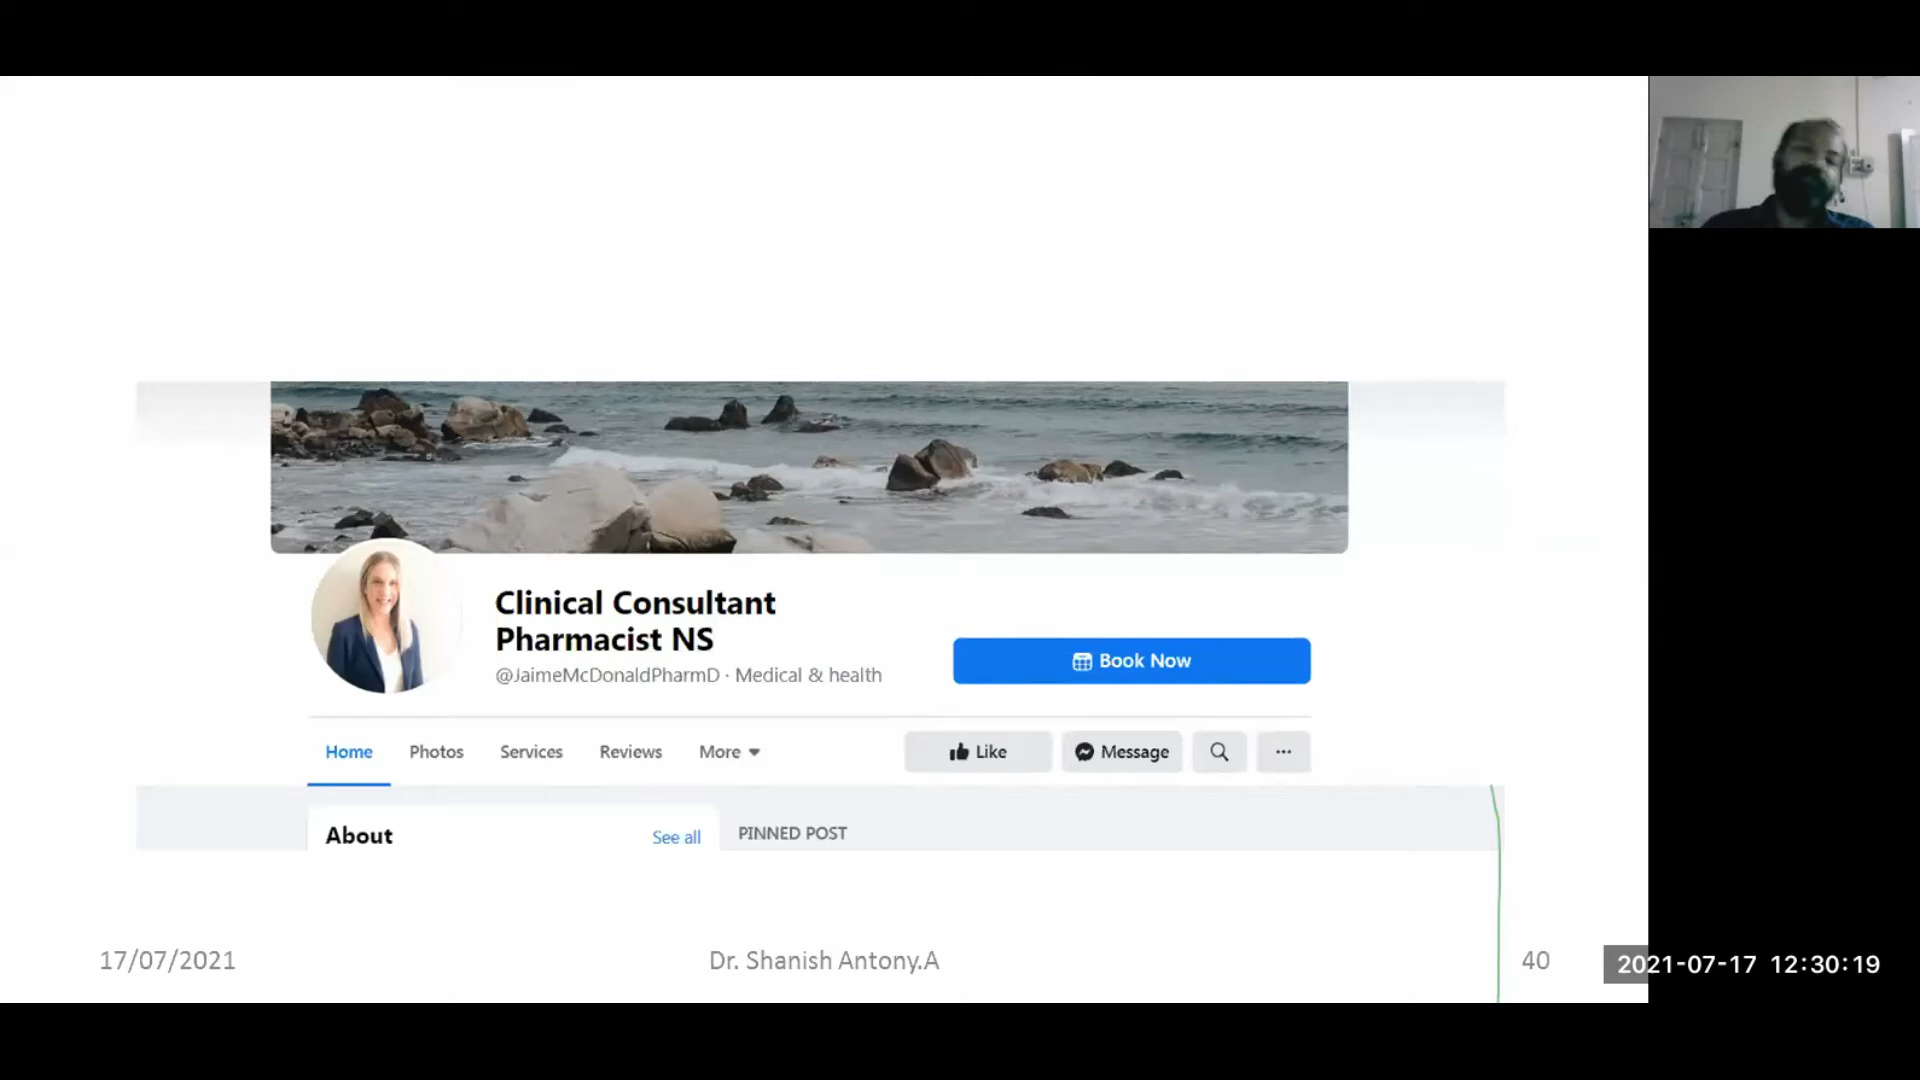 Clinical Consultant
Pharmacist NS
@JaimeMcDonaldPharmD · Medical & health
Book Now
Home Photos Services Reviews More
Like Message
About See all PINNED POST
17/07/2021 Dr. Shanish Antony.A 40
2021-07-17 12:30:19